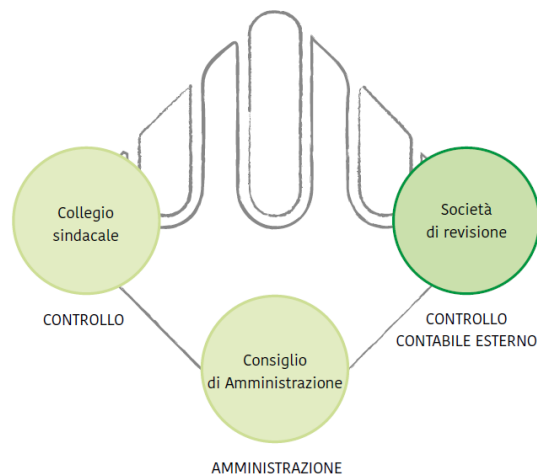 Collegio
sindacale
CONTROLLO
Società
di revisione
CONTROLLO
CONTABILE ESTERNO
Consiglio
di Amministrazione
AMMINISTRAZIONE